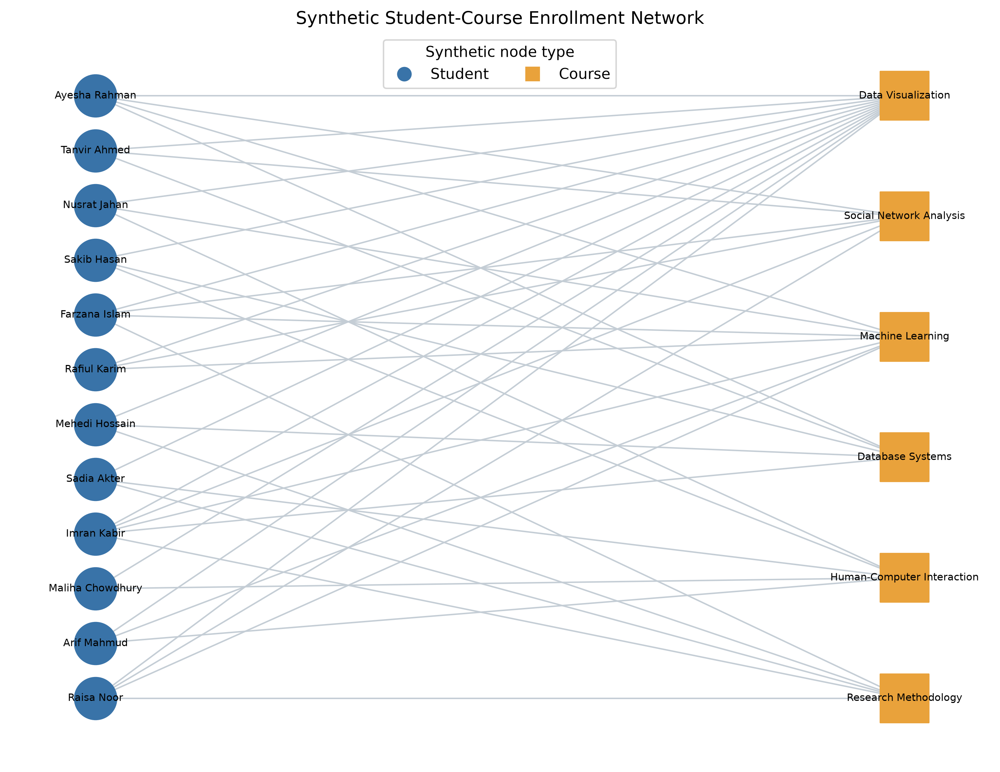 Synthetic Student-Course Enrollment Network
Synthetic node type
Student
Course
Ayesha Rahman
Tanvir Ahmed
Nusrat Jahan
Sakib Hasan
Farzana Islam
Rafiul Karim
Mehedi Hossain
Sadia Akter
Imran Kabir
Maliha Chowdhury
Arif Mahmud
Raisa Noor
Data Visualization
Social Network Analysis
Machine Learning
Database Systems
Human-Computer Interaction
Research Methodology